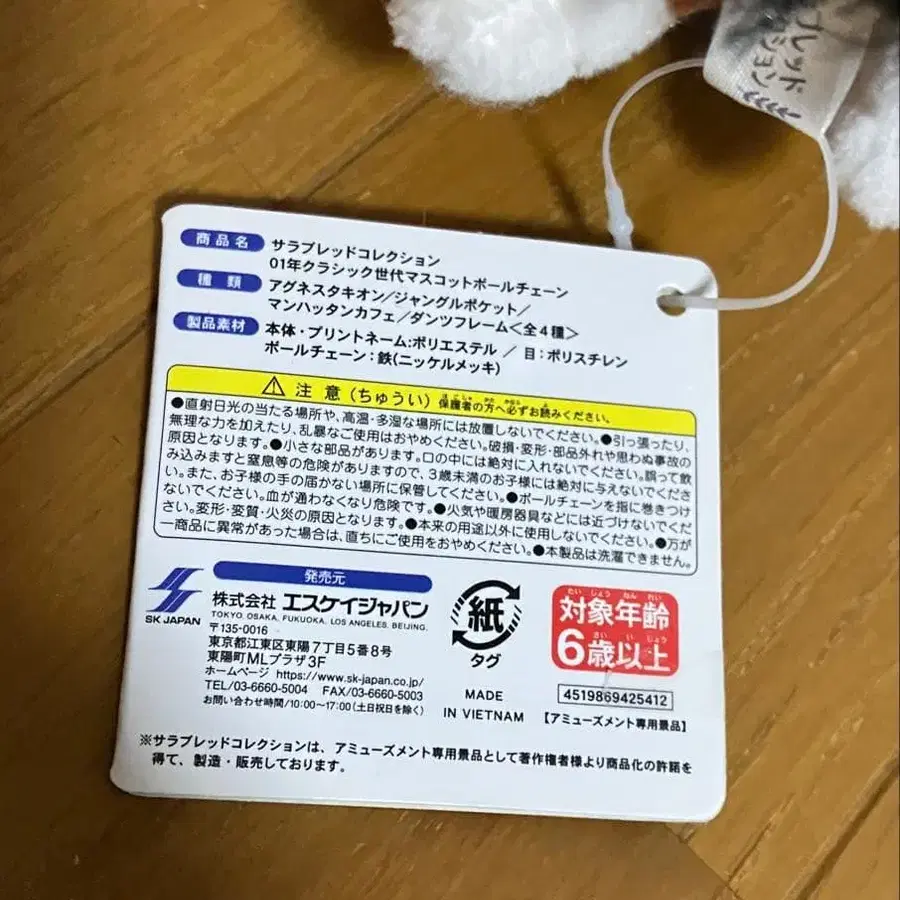 ブレッド
ション
商品名 サラブレッドコレクション
01年クラシック世代マスコットボールチェーン
種類 アグネスタキオン/ジャングルポケット/
マンハッタンカフェ/ダンツフレーム<全4種>
製品素材 本体・プリントネーム:ポリエステル / 目:ポリスチレン
ボールチェーン:鉄(ニッケルメッキ)
注意(ちゅうい) 保護者の方へ必ずお読みください。
●直射日光の当たる場所や、高温・多湿な場所には放置しないでください。●引っ張ったり、
無理な力を加えたり、乱暴なご使用はおやめください。破損・変形・部品外れや思わぬ事故の
原因となります。●小さな部品があります。口の中には絶対に入れないでください。誤って飲
み込みますと窒息等の危険がありますので、3歳未満のお子様には絶対に与えないでくださ
い。また、お子様の手の届かない場所に保管してください。●ボールチェーンを指に巻きつけ
ないでください。血が通わなくなり危険です。●火気や暖房器具などには近づけないでくだ
さい。変形・変質・火災の原因となります。●本来の用途以外に使用しないでください。●万が
一商品に異常があった場合は、直ちにご使用をおやめください。●本製品は洗濯できません。
SK JAPAN
発売元
株式会社 エスケイジャパン
TOKYO, OSAKA, FUKUOKA, LOS ANGELES, BEIJING.
〒135-0016
東京都江東区東陽7丁目5番8号
東陽町MLプラザ3F
ホームページ https://www.sk-japan.co.jp/
TEL/03-6660-5004 FAX/03-6660-5003
お問い合わせ時間/10:00～17:00(土日祝日を除く)
紙
タグ
MADE
IN VIETNAM
たいしょうねんれい
対象年齢
さいいじょう
6歳以上
4519869425412
【アミューズメント専用景品】
※サラブレッドコレクションは、アミューズメント専用景品として著作権者様より商品化の許諾を
得て、製造・販売しております。